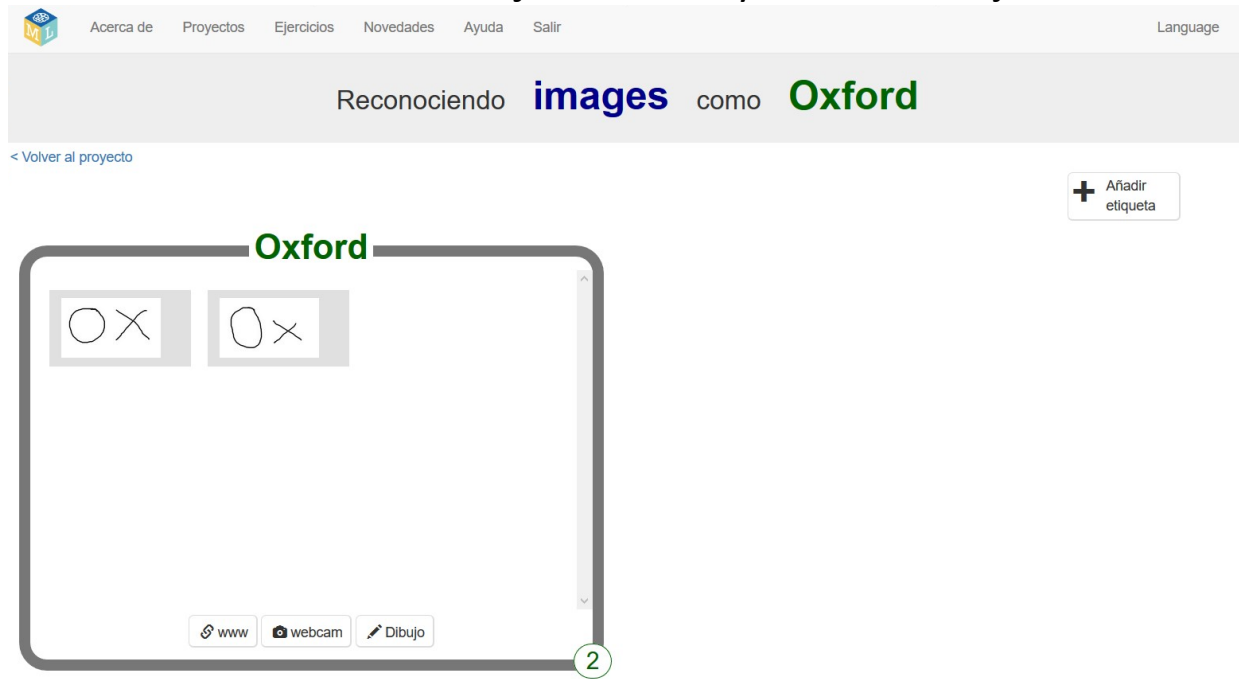 ML Acerca de Proyectos Ejercicios Novedades Ayuda Salir Language
Reconociendo images como Oxford
< Volver al proyecto
Añadir
etiqueta
Oxford
OX Ox
www webcam Dibujo
2